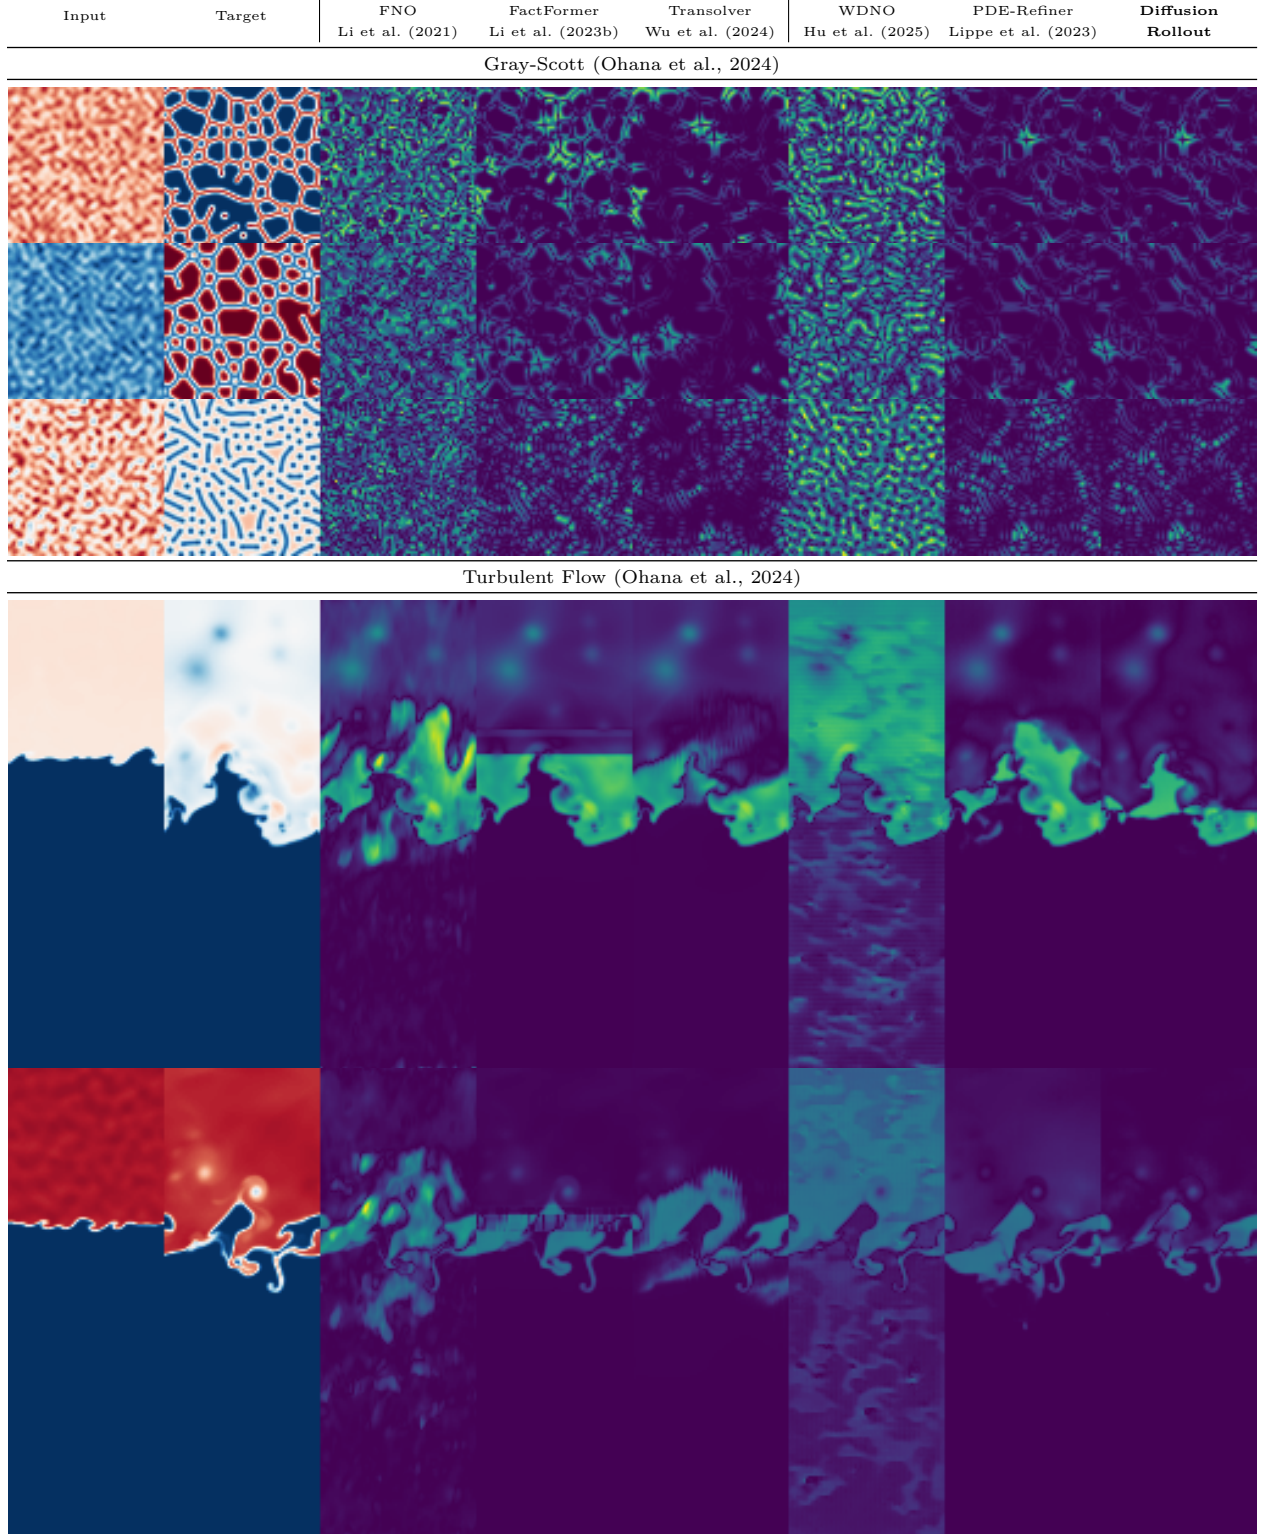 Input Target FNO FactFormer Transolver WDNO PDE-Refiner Diffusion
Li et al. (2021) Li et al. (2023b) Wu et al. (2024) Hu et al. (2025) Lippe et al. (2023) Rollout
Gray-Scott (Ohana et al., 2024)
Turbulent Flow (Ohana et al., 2024)